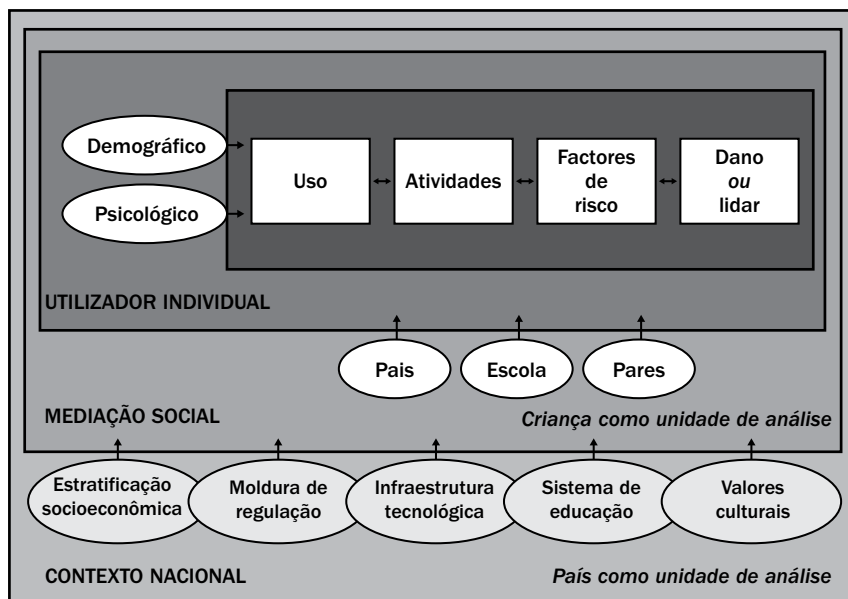 Demográfico
Psicológico
Uso
Atividades
Factores
de
risco
Dano
ou
lidar
UTILIZADOR INDIVIDUAL
Pais
Escola
Pares
MEDIAÇÃO SOCIAL
Criança como unidade de análise
Estratificação
socioeconômica
Moldura de
regulação
Infraestrutura
tecnológica
Sistema de
educação
Valores
culturais
CONTEXTO NACIONAL
País como unidade de análise